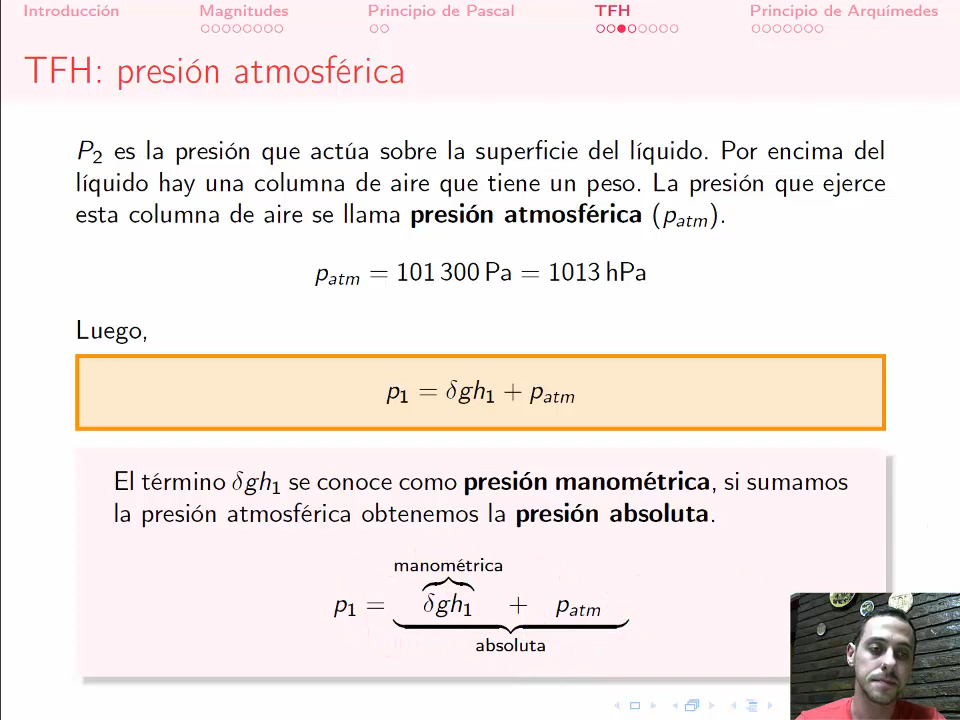 Introducción Magnitudes Principio de Pascal TFH Principio de Arquímedes
TFH: presión atmosférica
P₂ es la presión que actúa sobre la superficie del líquido. Por encima del
líquido hay una columna de aire que tiene un peso. La presión que ejerce
esta columna de aire se llama presión atmosférica (pₐₜₘ).
pₐₜₘ = 101 300 Pa = 1013 hPa
Luego,
p₁ = δgh₁ + pₐₜₘ
El término δgh₁ se conoce como presión manométrica, si sumamos
la presión atmosférica obtenemos la presión absoluta.
manométrica
p₁ = δgh₁ + pₐₜₘ
absoluta